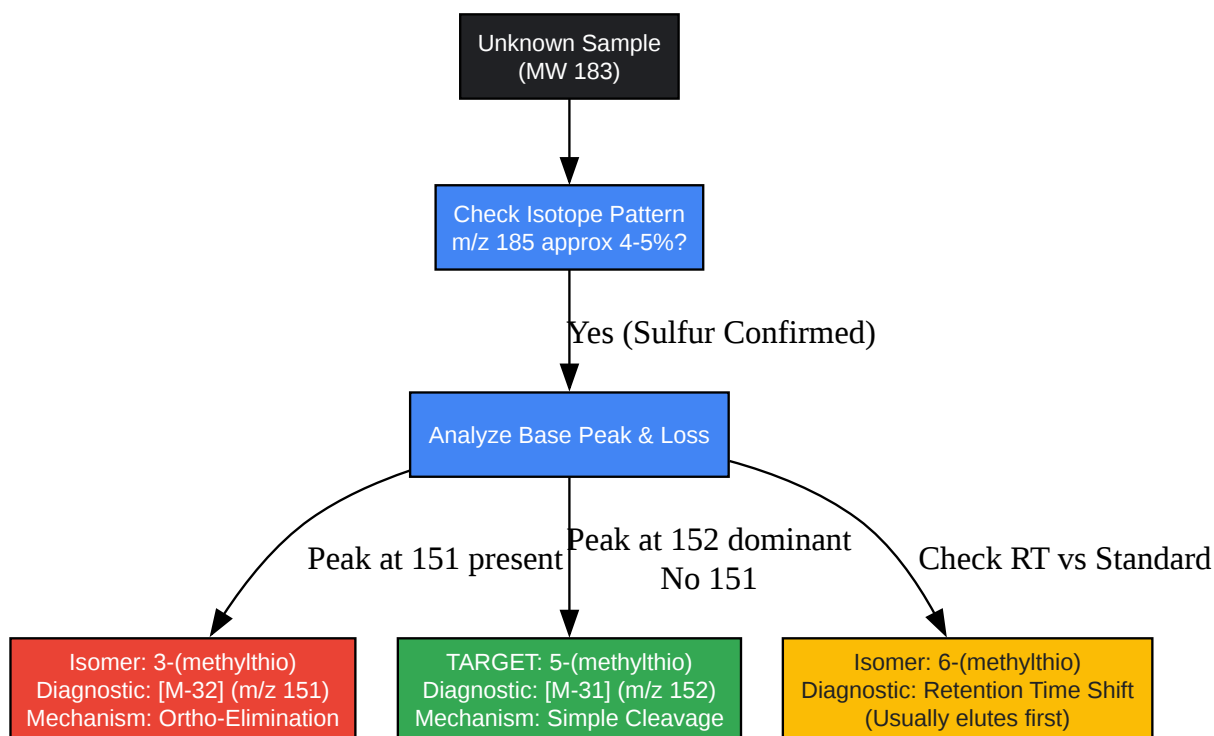 Unknown Sample
(MW 183)
Check Isotope Pattern
m/z 185 approx 4-5%?
Yes (Sulfur Confirmed)
Analyze Base Peak & Loss
Peak at 151 present
Peak at 152 dominant
No 151
Check RT vs Standard
Isomer: 3-(methylthio)
Diagnostic: [M-32] (m/z 151)
Mechanism: Ortho-Elimination
TARGET: 5-(methylthio)
Diagnostic: [M-31] (m/z 152)
Mechanism: Simple Cleavage
Isomer: 6-(methylthio)
Diagnostic: Retention Time Shift
(Usually elutes first)